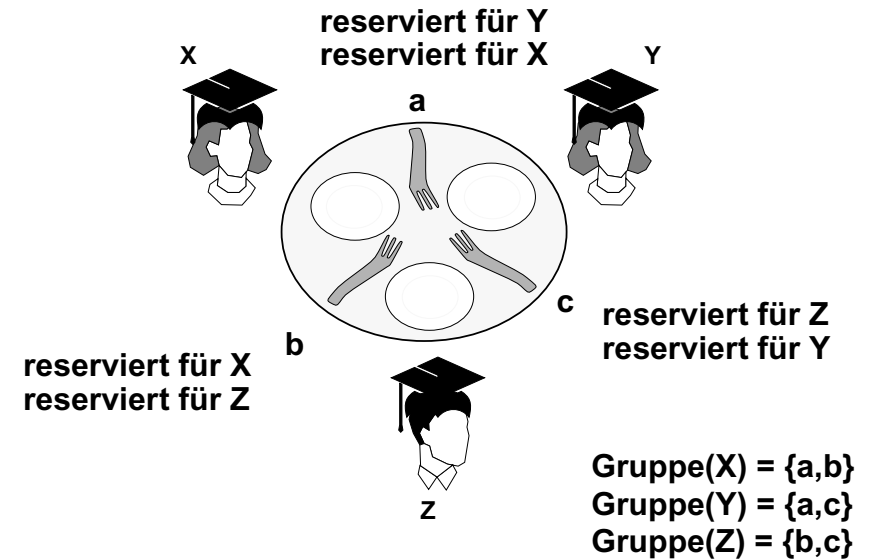 reserviert für Y
reserviert für X
X
Y
a
c
reserviert für Z
reserviert für Y
b
reserviert für X
reserviert für Z
Z
Gruppe(X) = {a,b}
Gruppe(Y) = {a,c}
Gruppe(Z) = {b,c}